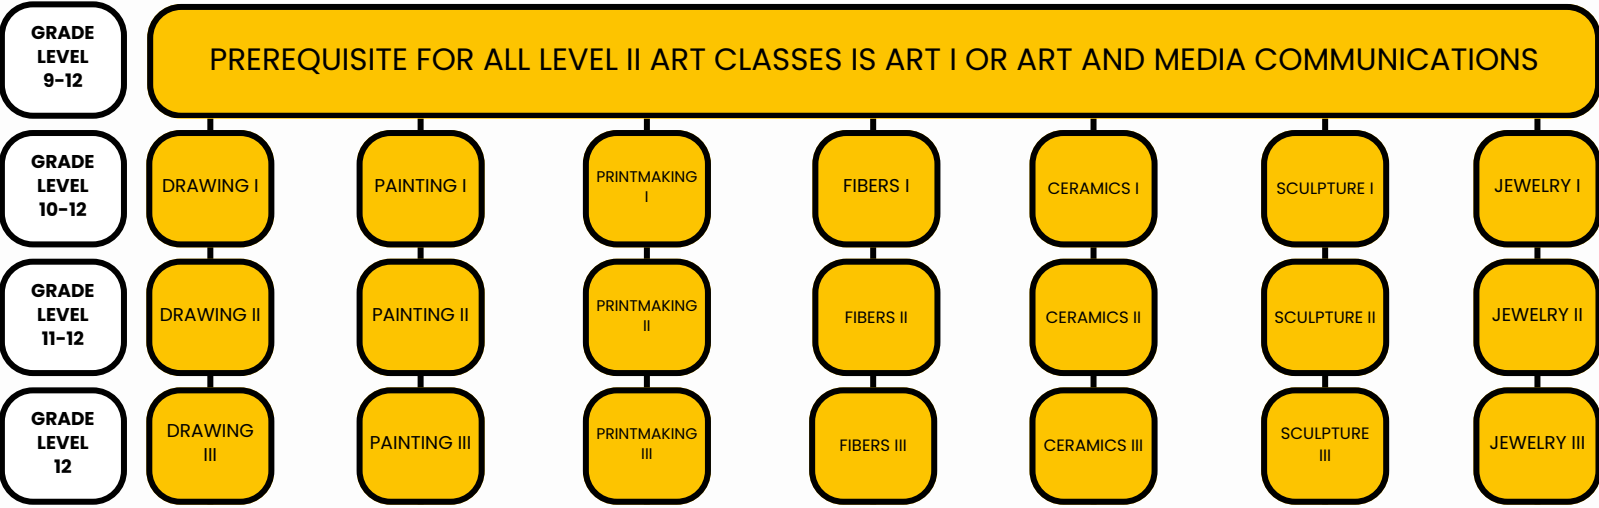 GRADE
LEVEL
9-12
PREREQUISITE FOR ALL LEVEL II ART CLASSES IS ART I OR ART AND MEDIA COMMUNICATIONS
GRADE
LEVEL
10-12
DRAWING I
PAINTING I
PRINTMAKING
I
FIBERS I
CERAMICS I
SCULPTURE I
JEWELRY I
GRADE
LEVEL
11-12
DRAWING II
PAINTING II
PRINTMAKING
II
FIBERS II
CERAMICS II
SCULPTURE II
JEWELRY II
GRADE
LEVEL
12
DRAWING
III
PAINTING III
PRINTMAKING
III
FIBERS III
CERAMICS III
SCULPTURE
III
JEWELRY III